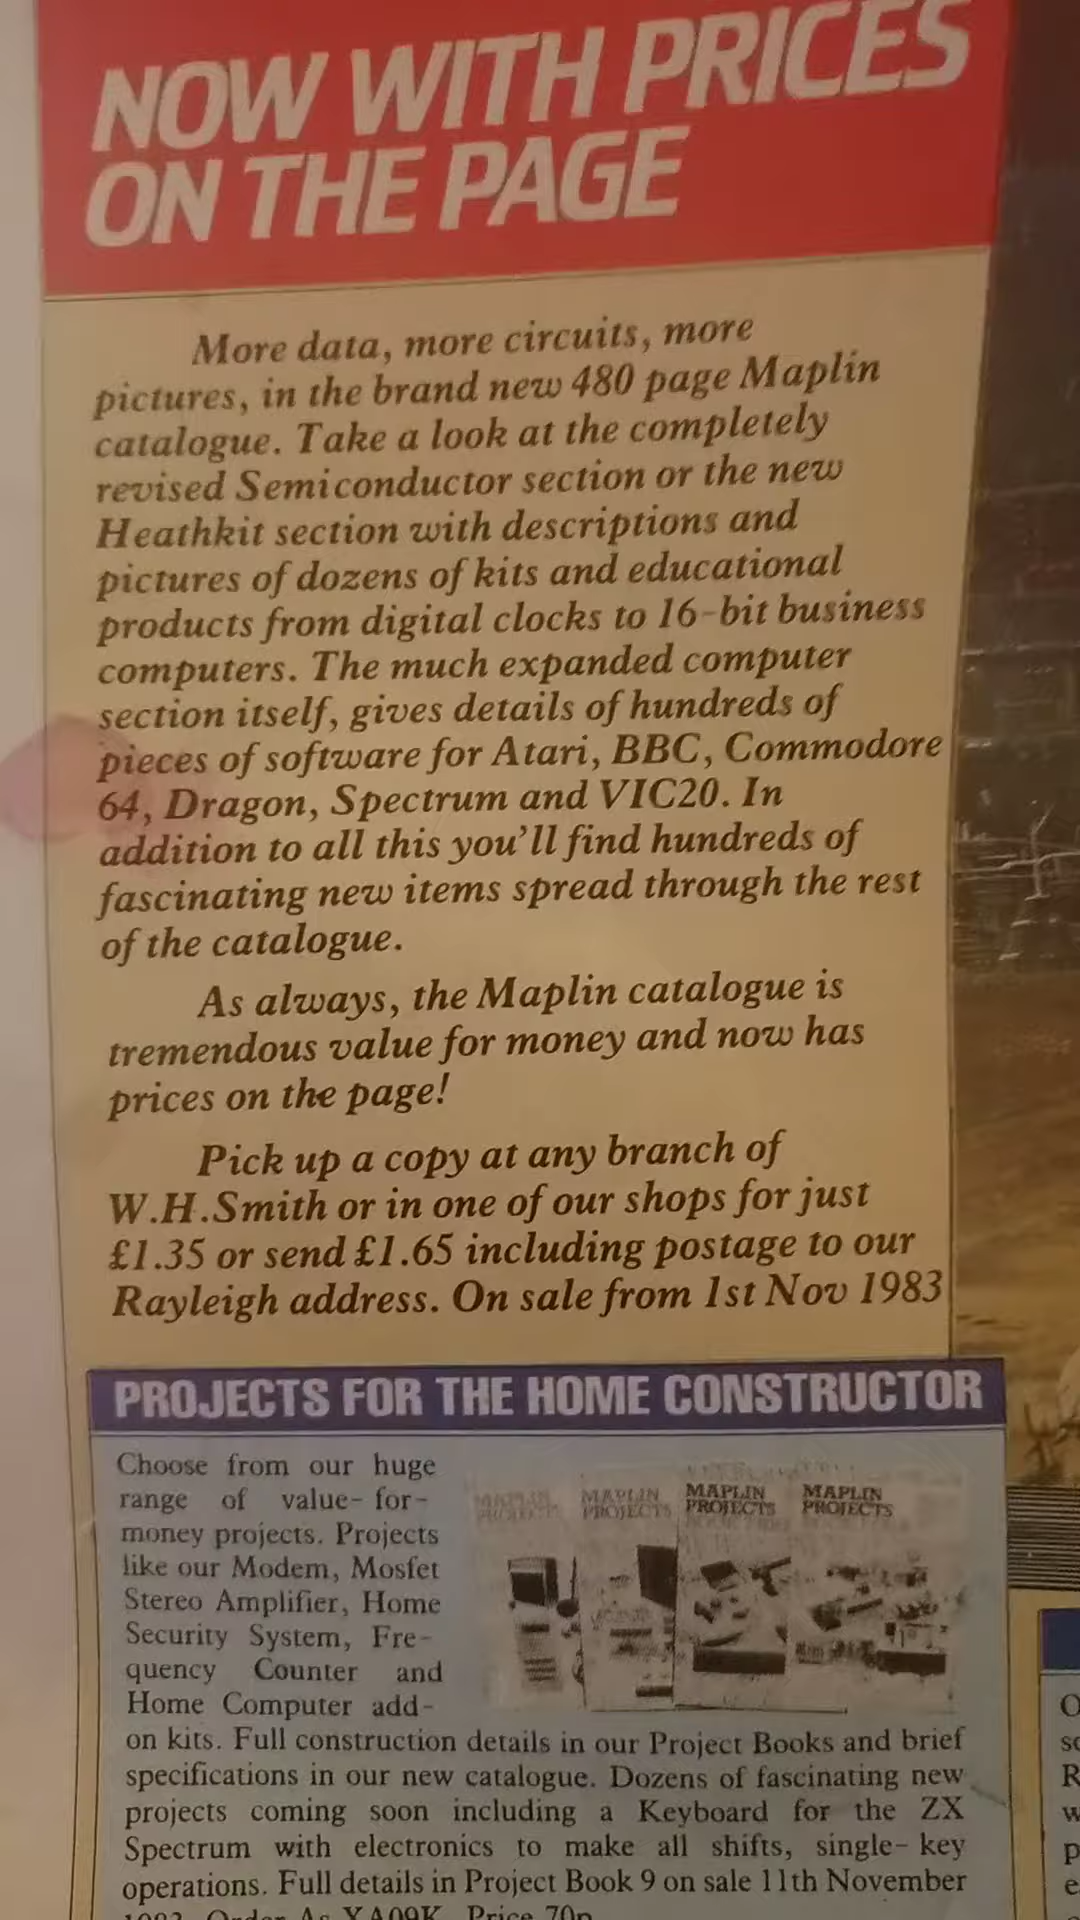 NOW WITH PRICES
ON THE PAGE
More data, more circuits, more
pictures, in the brand new 480 page Maplin
catalogue. Take a look at the completely
revised Semiconductor section or the new
Heathkit section with descriptions and
pictures of dozens of kits and educational
products from digital clocks to 16-bit business
computers. The much expanded computer
section itself, gives details of hundreds of
pieces of software for Atari, BBC, Commodore
64, Dragon, Spectrum and VIC20. In
addition to all this you'll find hundreds of
fascinating new items spread through the rest
of the catalogue.
As always, the Maplin catalogue is
tremendous value for money and now has
prices on the page!
Pick up a copy at any branch of
W.H.Smith or in one of our shops for just
£1.35 or send £1.65 including postage to our
Rayleigh address. On sale from 1st Nov 1983
PROJECTS FOR THE HOME CONSTRUCTOR
Choose from our huge
range of value-for-
money projects. Projects
like our Modem, Mosfet
Stereo Amplifier, Home
Security System, Fre-
quency Counter and
Home Computer add-
on kits. Full construction details in our Project Books and brief
specifications in our new catalogue. Dozens of fascinating new
projects coming soon including a Keyboard for the ZX
Spectrum with electronics to make all shifts, single-key
operations. Full details in Project Book 9 on sale 11th November
1983. Order As XA09K. Price 70p.
MAPLIN
PROJECTS
MAPLIN
PROJECTS
MAPLIN
PROJECTS
MAPLIN
PROJECTS